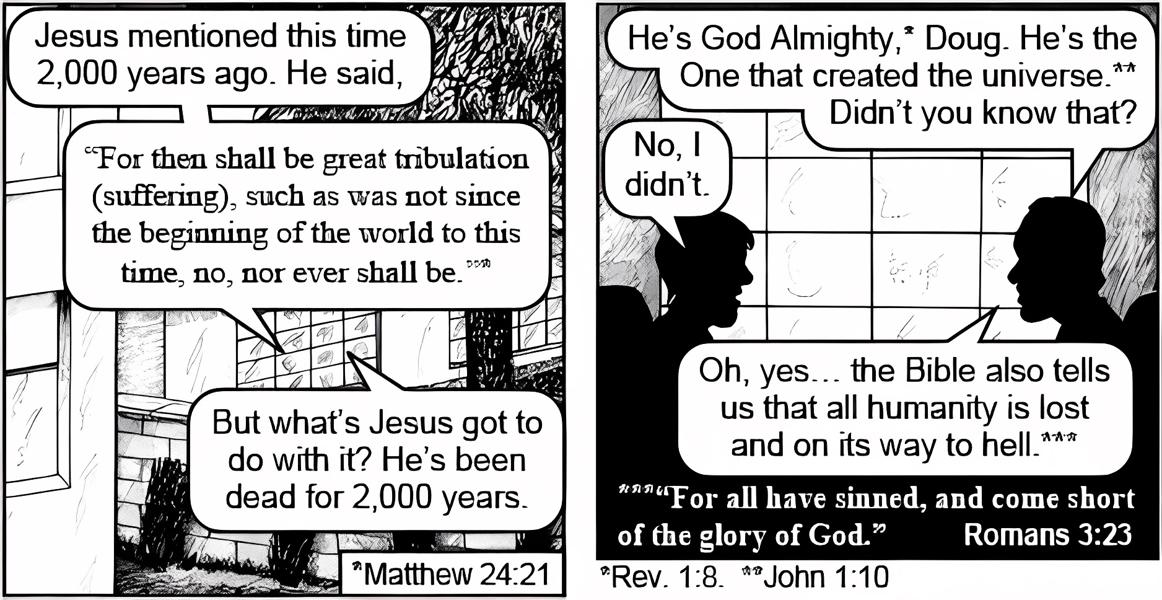 Jesus mentioned this time
2,000 years ago. He said,
“For then shall be great tribulation
(suffering), such as was not since
the beginning of the world to this
time, no, nor ever shall be.”*
But what’s Jesus got to
do with it? He’s been
dead for 2,000 years.
*Matthew 24:21
He’s God Almighty,* Doug. He’s the
One that created the universe.**
Didn’t you know that?
No, I
didn’t.
Oh, yes... the Bible also tells
us that all humanity is lost
and on its way to hell.***
***“For all have sinned, and come short
of the glory of God.” Romans 3:23
*Rev. 1:8. **John 1:10